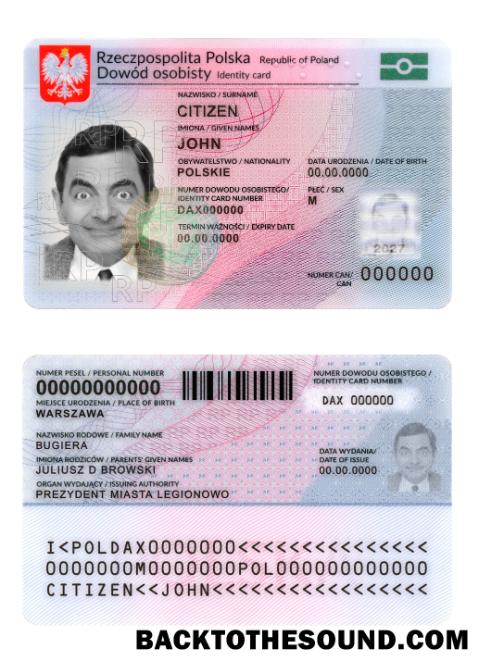 Rzeczpospolita Polska Republic of Poland
Dowód osobisty Identity card
NAZWISKO / SURNAME
CITIZEN
IMIONA / GIVEN NAMES
JOHN
OBYWATELSTWO / NATIONALITY DATA URODZENIA / DATE OF BIRTH
POLSKIE 00.00.0000
NUMER DOWODU OSOBISTEGO/ PŁEĆ / SEX
IDENTITY CARD NUMBER M
DAX000000
TERMIN WAŻNOŚCI / EXPIRY DATE
00.00.0000
2027
NUMER CAN/ 000000
CAN
NUMER PESEL / PERSONAL NUMBER NUMER DOWODU OSOBISTEGO /
00000000000 IDENTITY CARD NUMBER
MIEJSCE URODZENIA / PLACE OF BIRTH DAX 000000
WARSZAWA
NAZWISKO RODOWE / FAMILY NAME
BUGIERA
IMIONA RODZICÓW / PARENTS' GIVEN NAMES DATA WYDANIA/
JULIUSZ D BROWSKI DATE OF ISSUE
ORGAN WYDAJĄCY / ISSUING AUTHORITY 00.00.0000
PREZYDENT MIASTA LEGIONOWO
I<POLDAX0000000<<<<<<<<<<<<<<<
0000000M0000000POL000000000000
CITIZEN<<JOHN<<<<<<<<<<<<<<<<<
BACKTOTHESOUND.COM